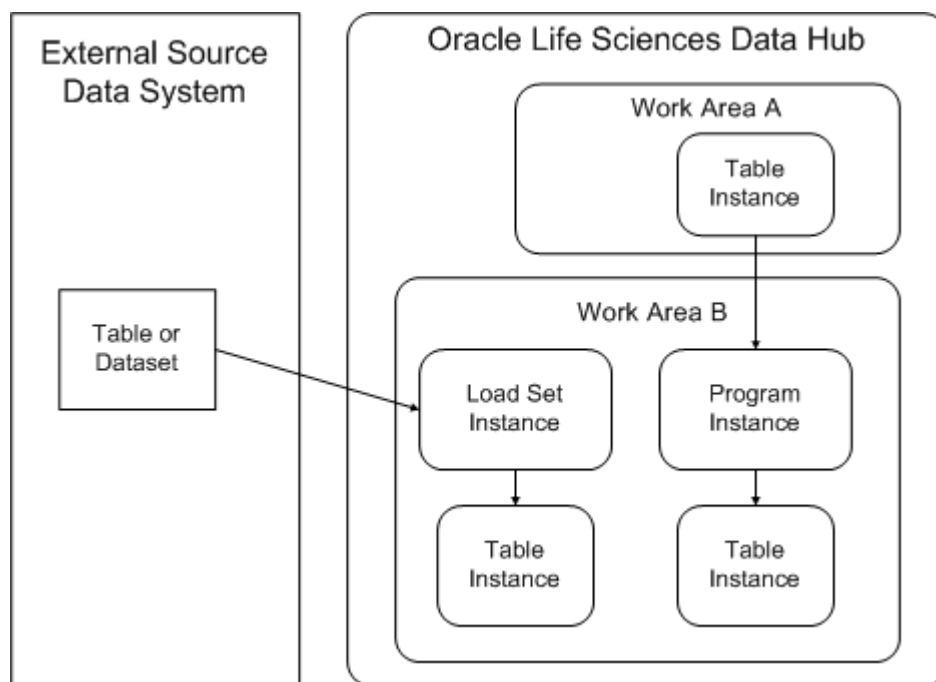 External Source
Data System
Table or
Dataset
Oracle Life Sciences Data Hub
Work Area A
Table
Instance
Work Area B
Load Set
Instance
Program
Instance
Table
Instance
Table
Instance